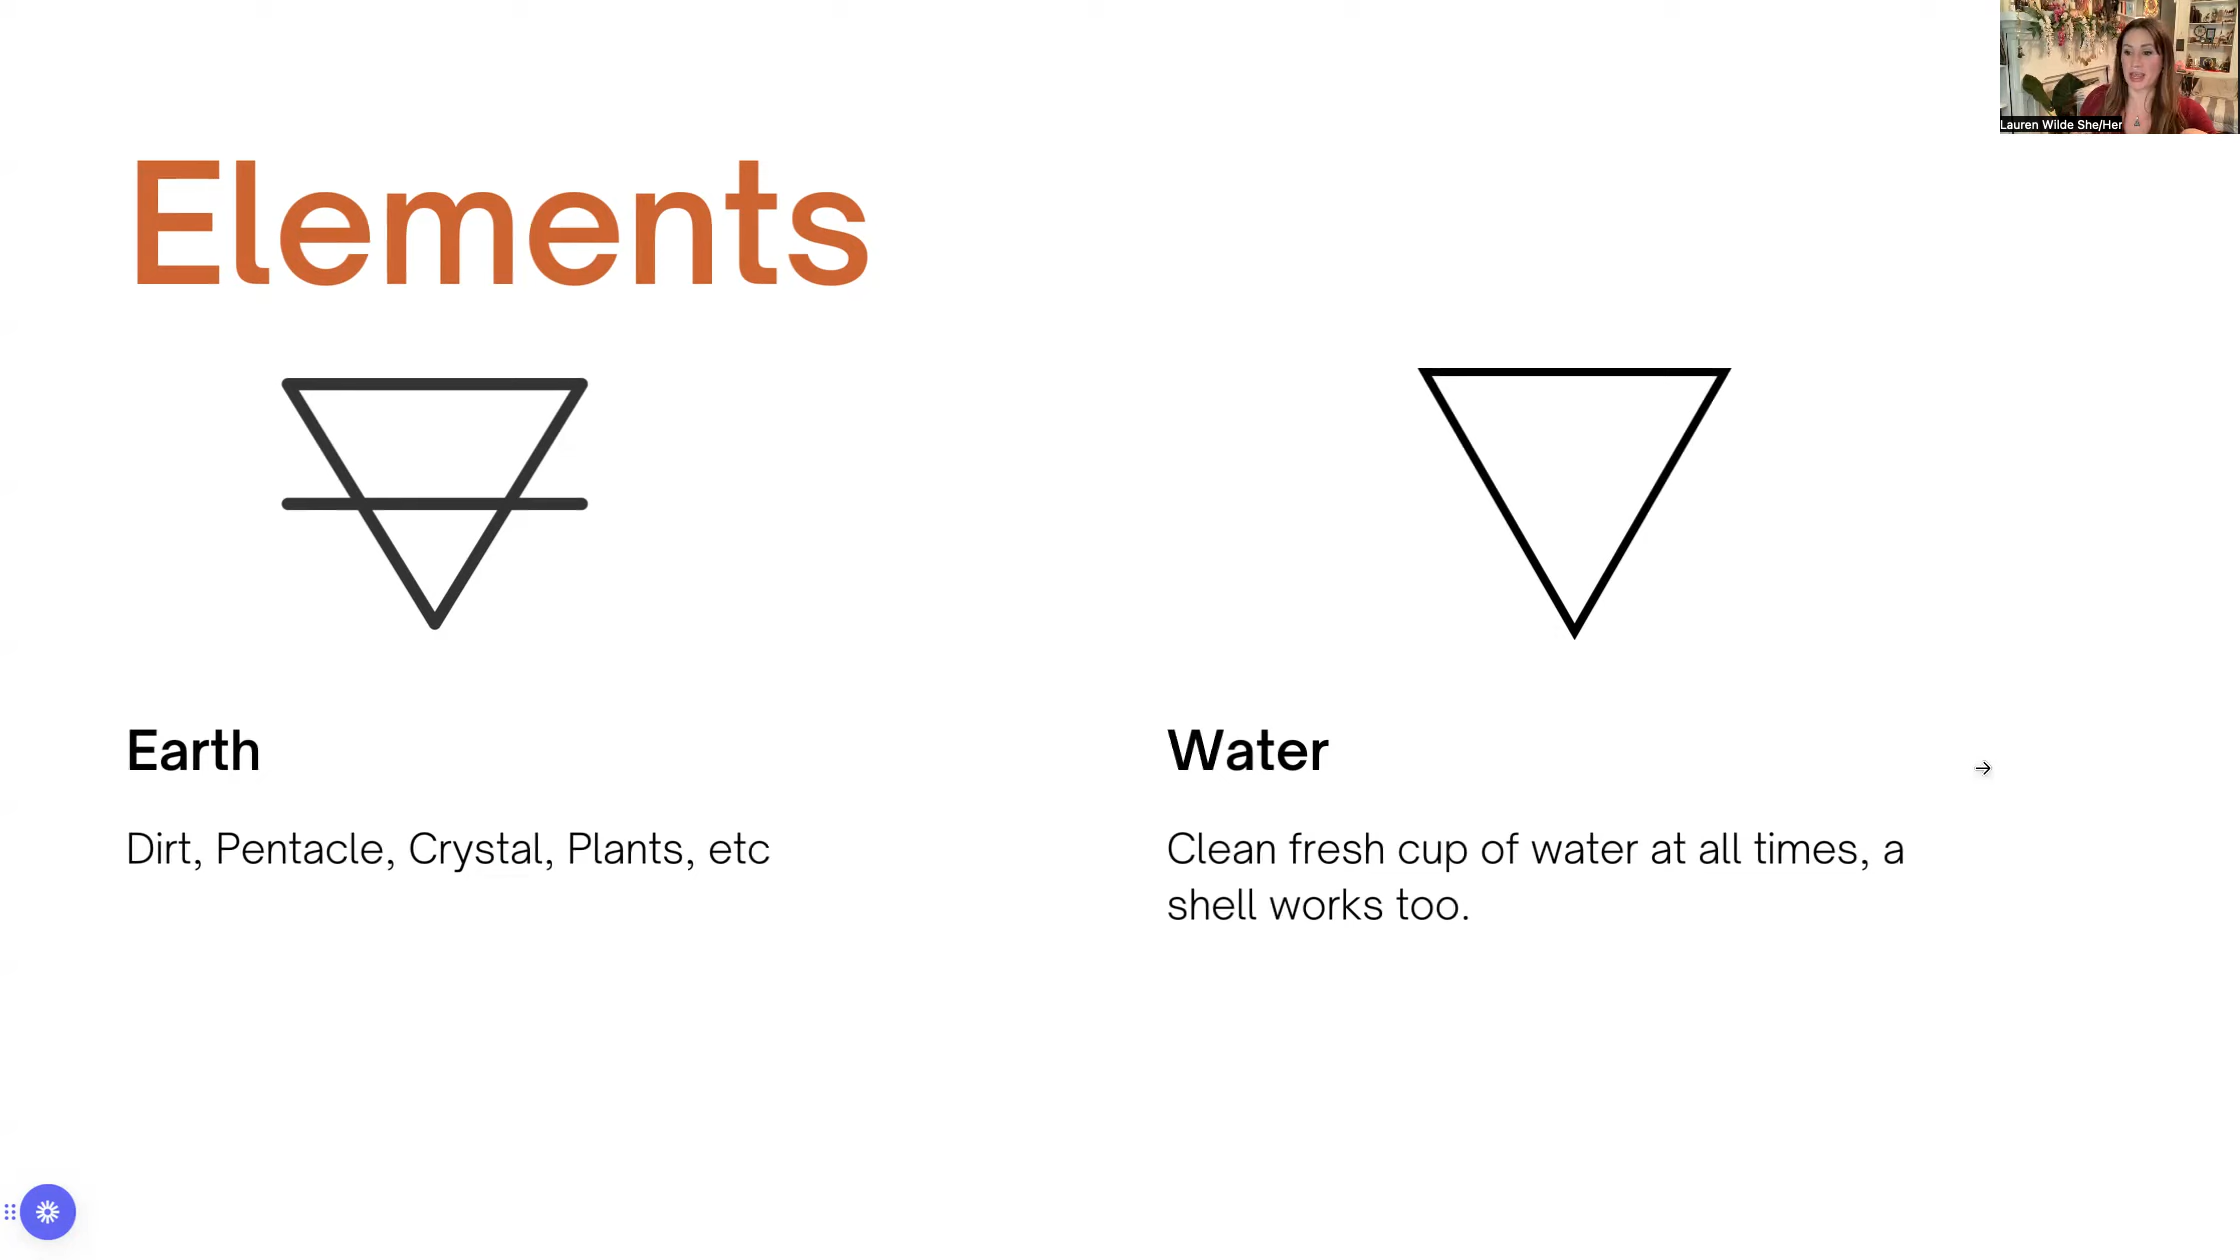 Lauren Wilde She/Her
Elements
Earth
Dirt, Pentacle, Crystal, Plants, etc
Water
Clean fresh cup of water at all times, a
shell works too.